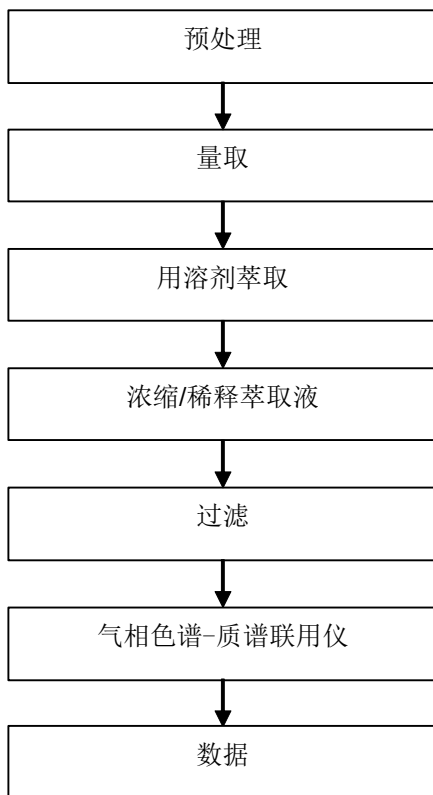 预处理
量取
用溶剂萃取
浓缩/稀释萃取液
过滤
气相色谱-质谱联用仪
数据